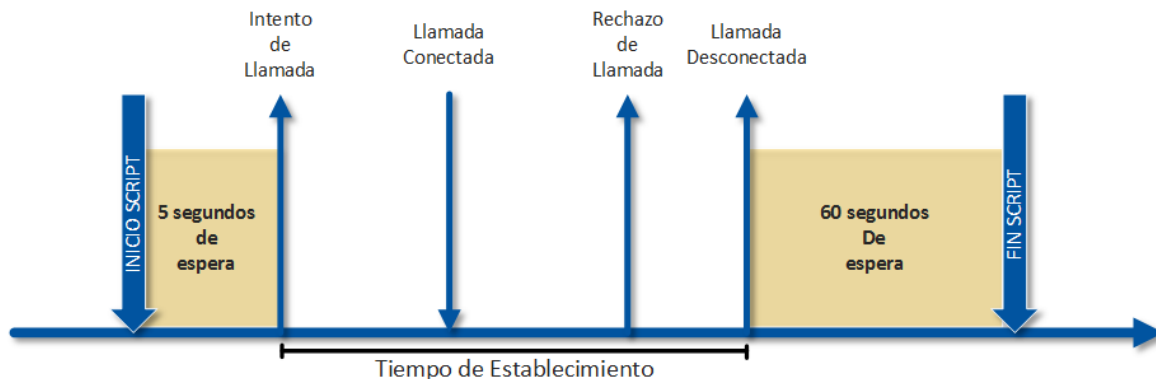 Intento
de
Llamada
Llamada
Conectada
Rechazo
de
Llamada
Llamada
Desconectada
INICIO SCRIPT
5 segundos
de
espera
60 segundos
De
espera
FIN SCRIPT
Tiempo de Establecimiento